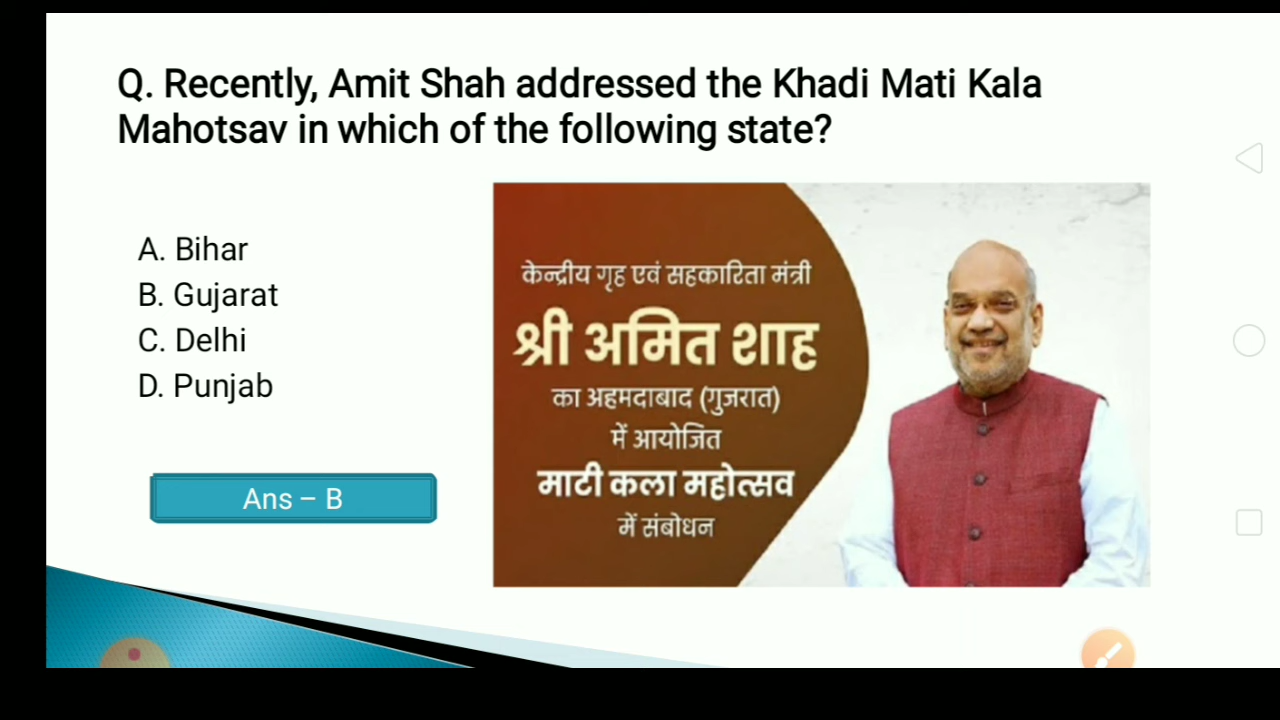 Q. Recently, Amit Shah addressed the Khadi Mati Kala
Mahotsav in which of the following state?
A. Bihar
B. Gujarat
C. Delhi
D. Punjab
Ans – B
केन्द्रीय गृह एवं सहकारिता मंत्री
श्री अमित शाह
का अहमदाबाद (गुजरात)
में आयोजित
माटी कला महोत्सव
में संबोधन